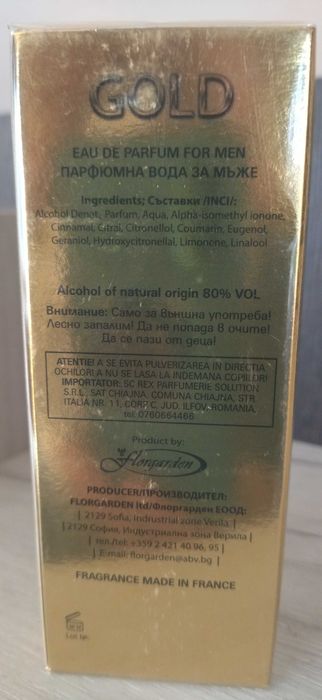 GOLD
EAU DE PARFUM FOR MEN
ПАРФЮМНА ВОДА ЗА МЪЖЕ
Ingredients; Съставки /INCI/:
Alcohol Denat., Parfum, Aqua, Alpha-isomethyl ionone,
Cinnamal, Citral, Citronellol, Coumarin, Eugenol,
Geraniol, Hydroxycitronellal, Limonene, Linalool
Alcohol of natural origin 80% VOL
Внимание: Само за външна употреба!
Лесно запалим! Да не попада в очите!
Да се пази от деца!
ATENTIE! A SE EVITA PULVERIZAREA IN DIRECTIA
OCHILOR! A NU SE LASA LA INDEMANA COPIILOR!
IMPORTATOR: SC REX PARFUMERIE SOLUTION
S.R.L., SAT CHIAJNA, COMUNA CHIAJNA, STR.
ITALIA NR. 11, CORP C, JUD. ILFOV, ROMANIA,
tel: 0760664466
Product by:
Florgarden
PRODUCER/ПРОИЗВОДИТЕЛ:
FLORGARDEN ltd/Флоргарден ЕООД:
| 2129 Sofia, Indrustrial zone Verila |
| 2129 София, Индустриална зона Верила |
| тел./tel: +359 2 421 40 96, 95 |
| E-mail: florgarden@abv.bg |
FRAGRANCE MADE IN FRANCE
Lot №: